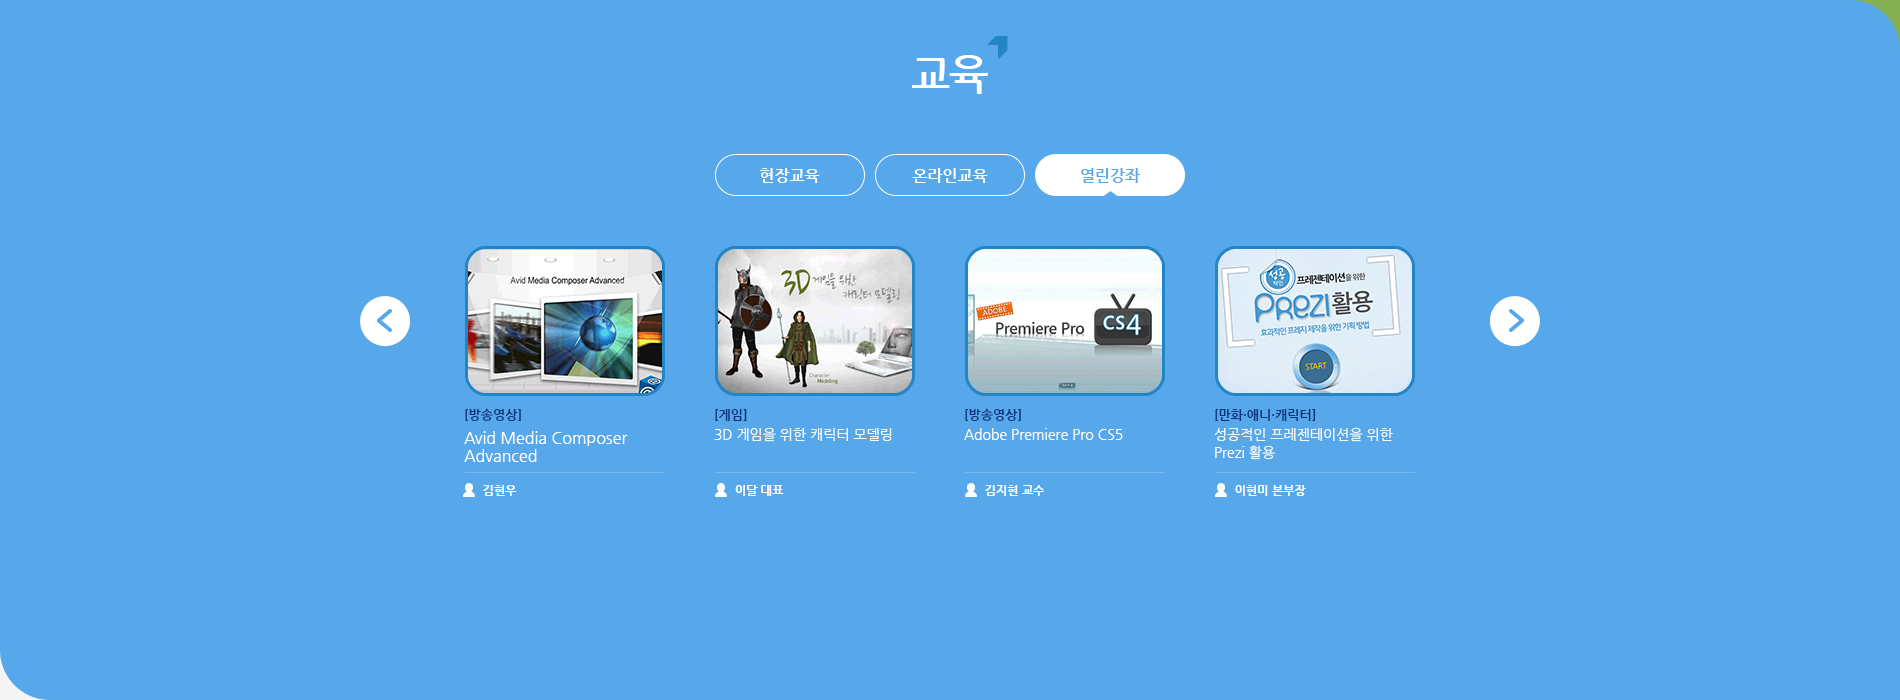 교육
현장교육
온라인교육
열린강좌
Avid Media Composer Advanced
[방송영상]
Avid Media Composer
Advanced
김현우
3D 게임을 위한
캐릭터 모델링
Character
Modeling
[게임]
3D 게임을 위한 캐릭터 모델링
이달 대표
ADOBE
Premiere Pro
CS4
[방송영상]
Adobe Premiere Pro CS5
김지현 교수
성공
적인
프레젠테이션을 위한
PREZI활용
효과적인 프레지 제작을 위한 기획 방법
START
[만화·애니·캐릭터]
성공적인 프레젠테이션을 위한
Prezi 활용
이현미 본부장